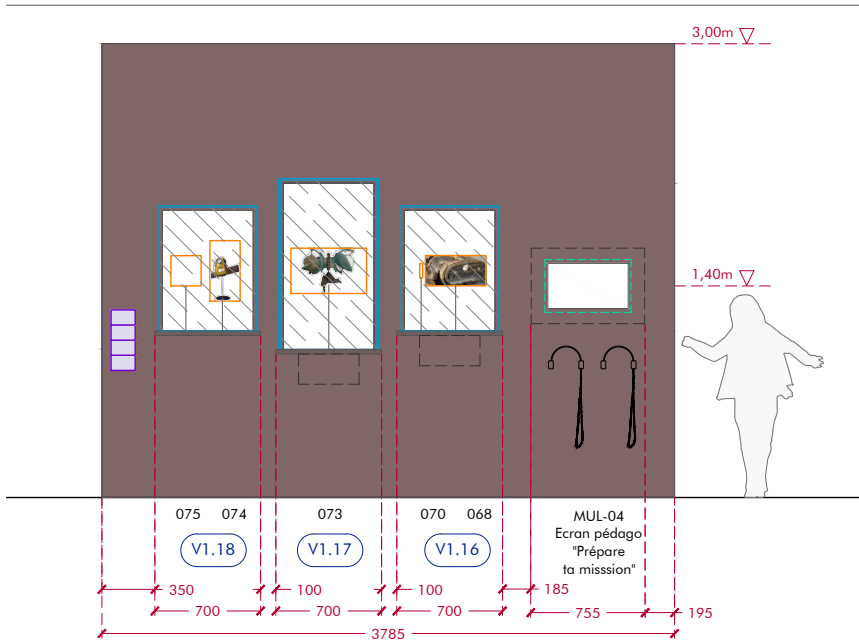 3,00m
1,40m
075 074 073 070 068 MUL-04
Ecran pédago
"Prépare
ta misssion"
V1.18 V1.17 V1.16
350 100 100 185
700 700 700 755 195
3785